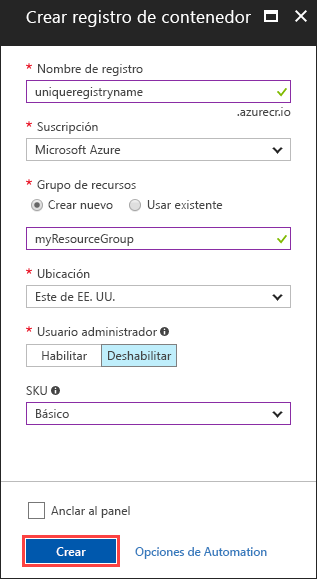 Crear registro de contenedor
* Nombre de registro
uniqueregistryname
.azurecr.io
* Suscripción
Microsoft Azure
* Grupo de recursos
Crear nuevo Usar existente
myResourceGroup
* Ubicación
Este de EE. UU.
* Usuario administrador
Habilitar Deshabilitar
SKU
Básico
Anclar al panel
Crear Opciones de Automation